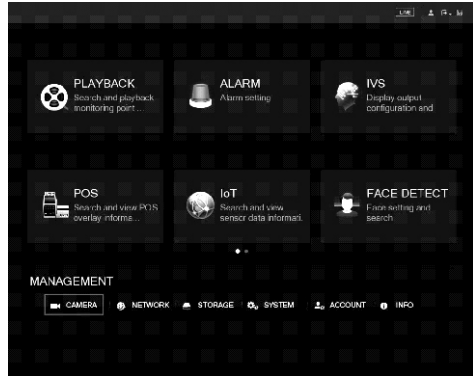 LIVE
PLAYBACK
Search and playback
monitoring point ...
ALARM
Alarm setting
IVS
Display output
configuration and
POS
Search and view POS
overlay informa...
IoT
Search and view
sensor data informati.
FACE DETECT
Face setting and
search
MANAGEMENT
CAMERA NETWORK STORAGE SYSTEM ACCOUNT INFO